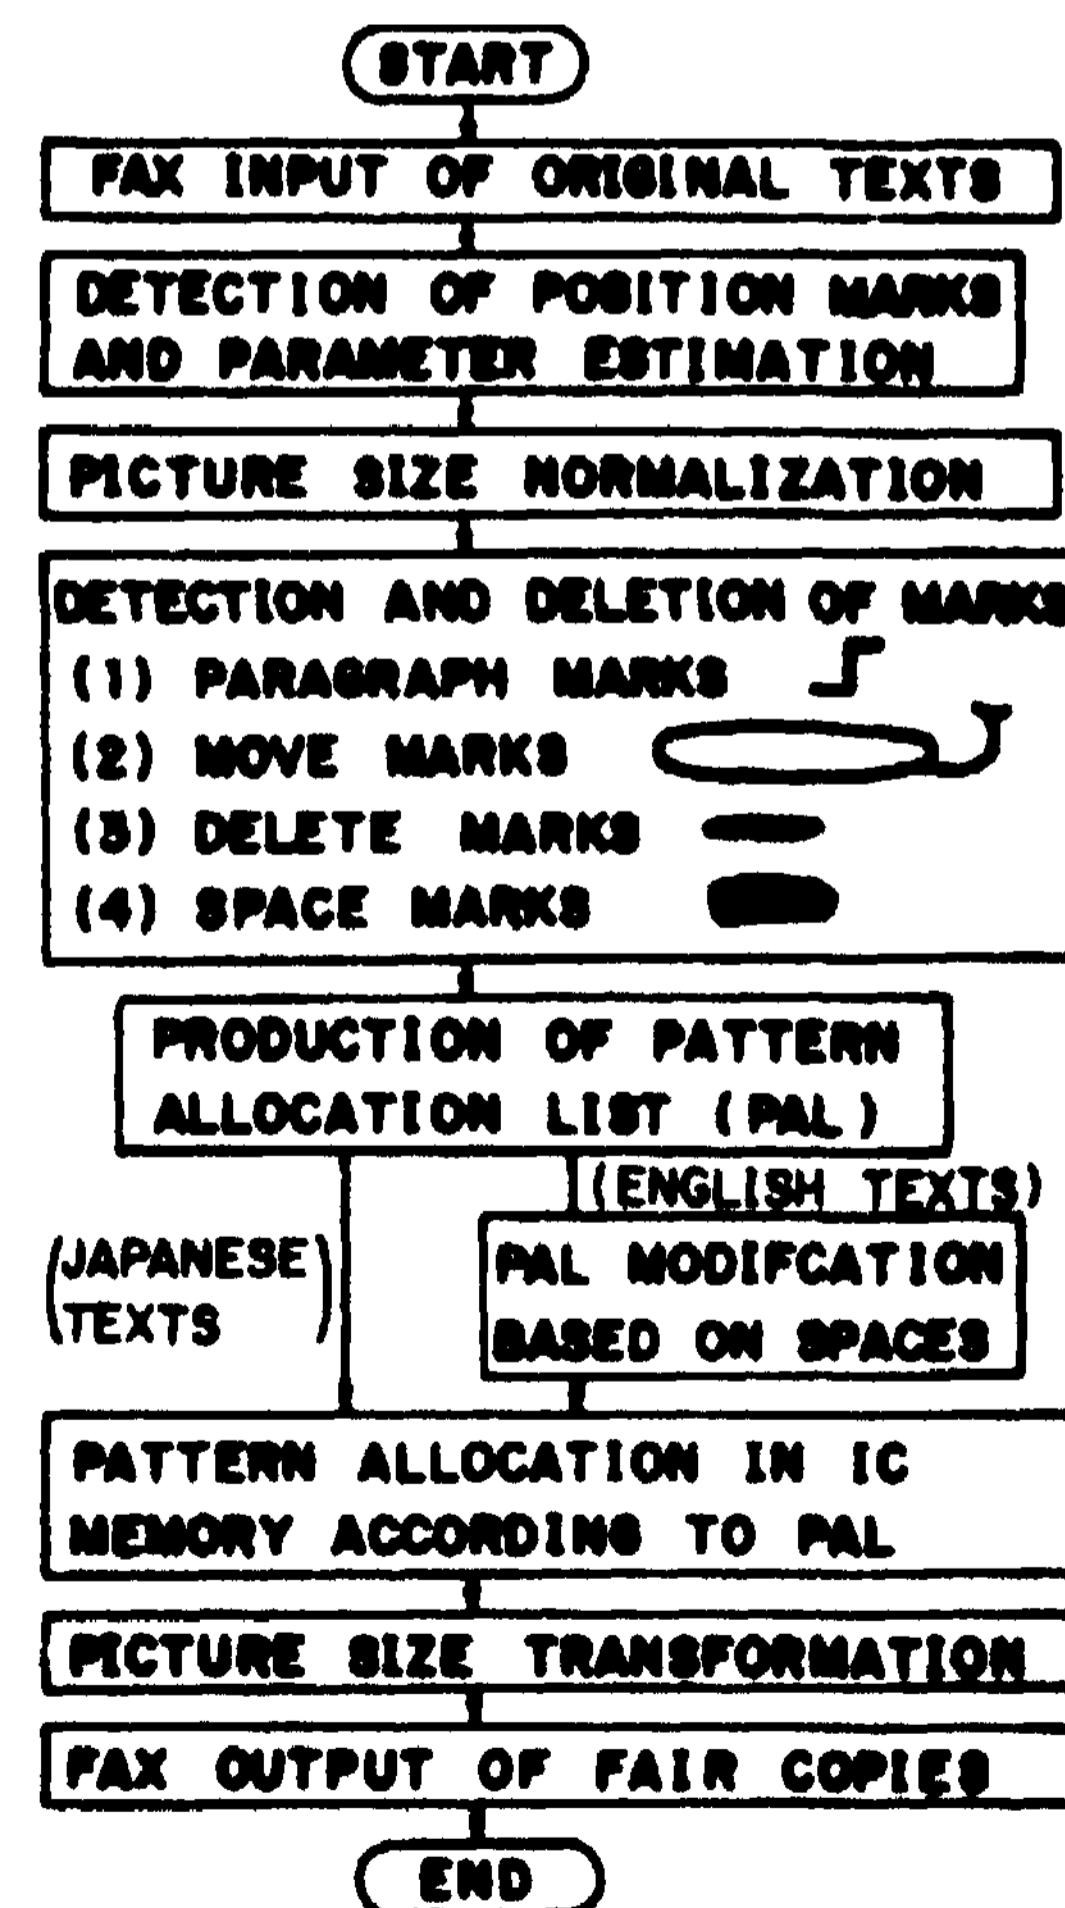 START
FAX INPUT OF ORIGINAL TEXTS
DETECTION OF POSITION MARKS
AND PARAMETER ESTIMATION
PICTURE SIZE NORMALIZATION
DETECTION AND DELETION OF MARKS
(1) PARAGRAPH MARKS
(2) MOVE MARKS
(3) DELETE MARKS
(4) SPACE MARKS
PRODUCTION OF PATTERN
ALLOCATION LIST (PAL)
(ENGLISH TEXTS)
(JAPANESE
TEXTS)
PAL MODIFCATION
BASED ON SPACES
PATTERN ALLOCATION IN IC
MEMORY ACCORDING TO PAL
PICTURE SIZE TRANSFORMATION
FAX OUTPUT OF FAIR COPIES
END